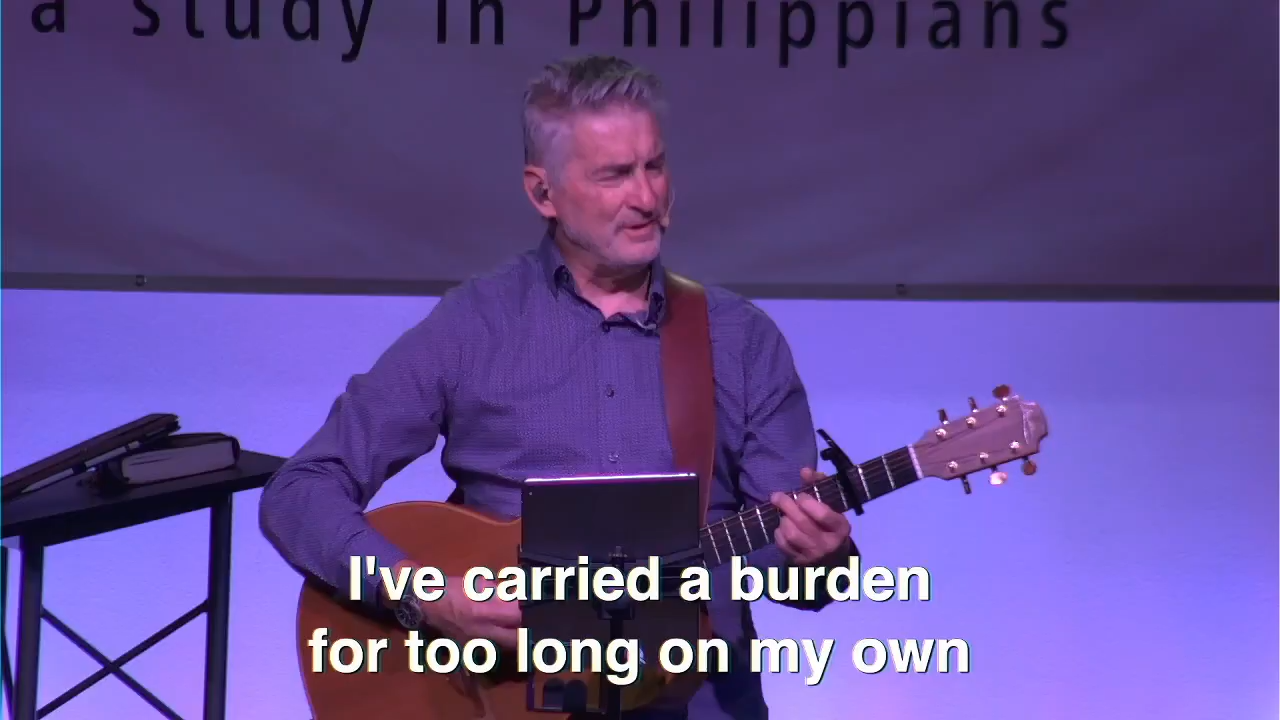 a study in Philippians
I've carried a burden
for too long on my own